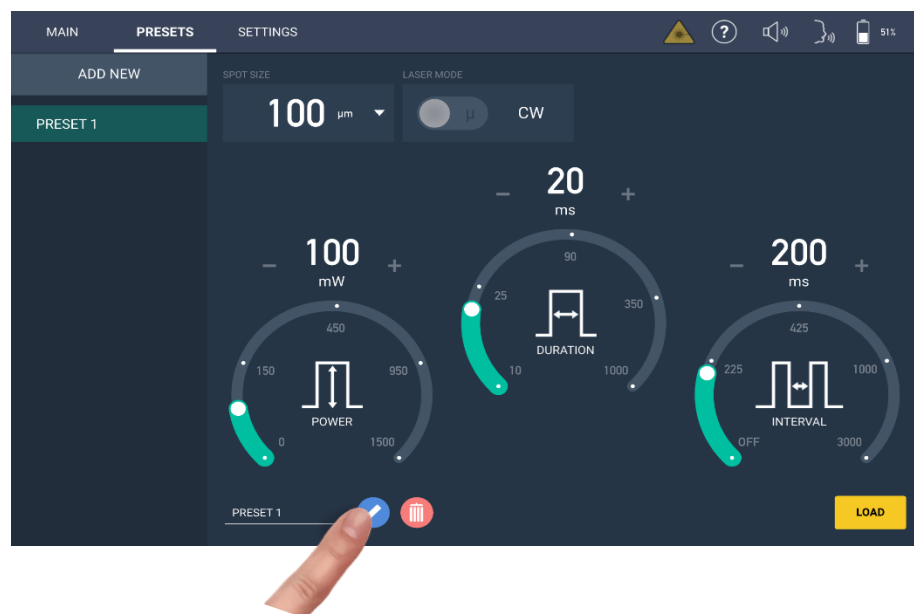 MAIN PRESETS SETTINGS ? 51%
ADD NEW
PRESET 1
SPOT SIZE LASER MODE
100 µm µ CW
− 20 +
ms
90
25 350
DURATION
10 1000
− 100 +
mW
450
150 950
POWER
0 1500
− 200 +
ms
425
225 1000
INTERVAL
OFF 3000
PRESET 1
LOAD